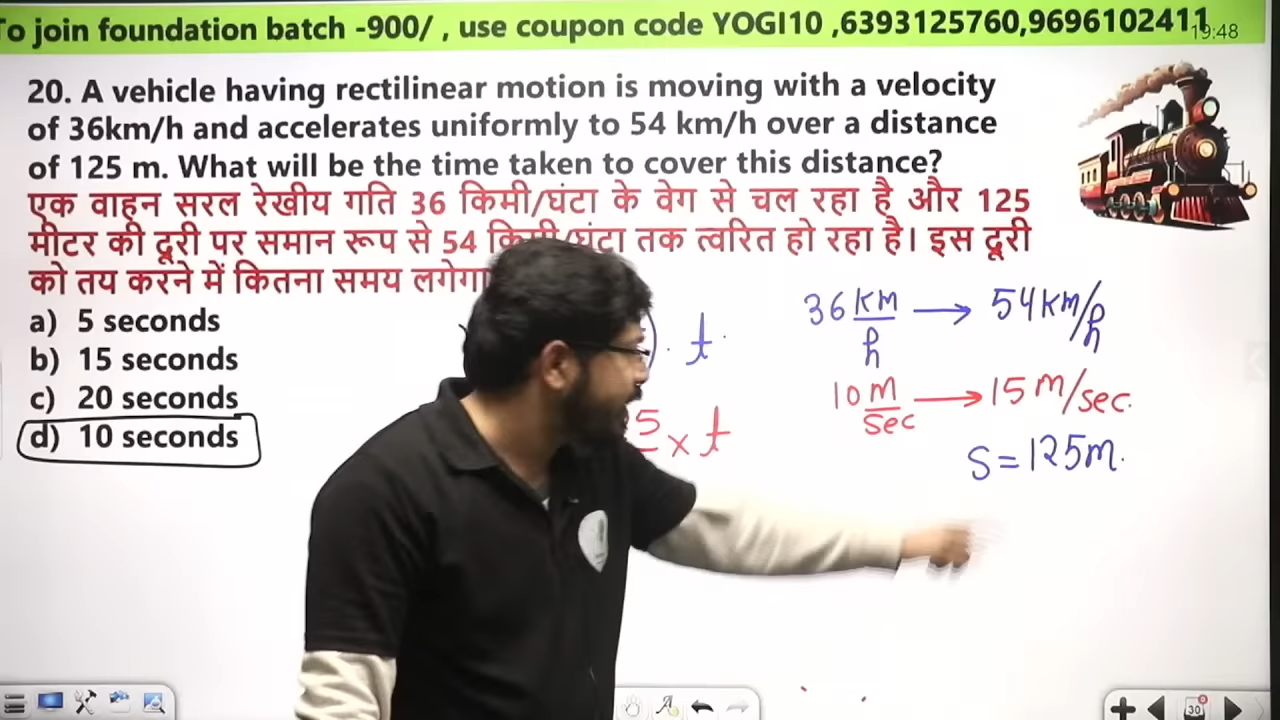 To join foundation batch -900/ , use coupon code YOGI10 ,6393125760,9696102411
19:48
20. A vehicle having rectilinear motion is moving with a velocity
of 36km/h and accelerates uniformly to 54 km/h over a distance
of 125 m. What will be the time taken to cover this distance?
एक वाहन सरल रेखीय गति 36 किमी/घंटा के वेग से चल रहा है और 125
मीटर की दूरी पर समान रूप से 54 किमी/घंटा तक त्वरित हो रहा है। इस दूरी
को तय करने में कितना समय लगेगा
a) 5 seconds
b) 15 seconds
c) 20 seconds
d) 10 seconds
) . t
5 x t
36 km/h → 54 km/h
10 m/sec → 15 m/sec.
S = 125m.
30